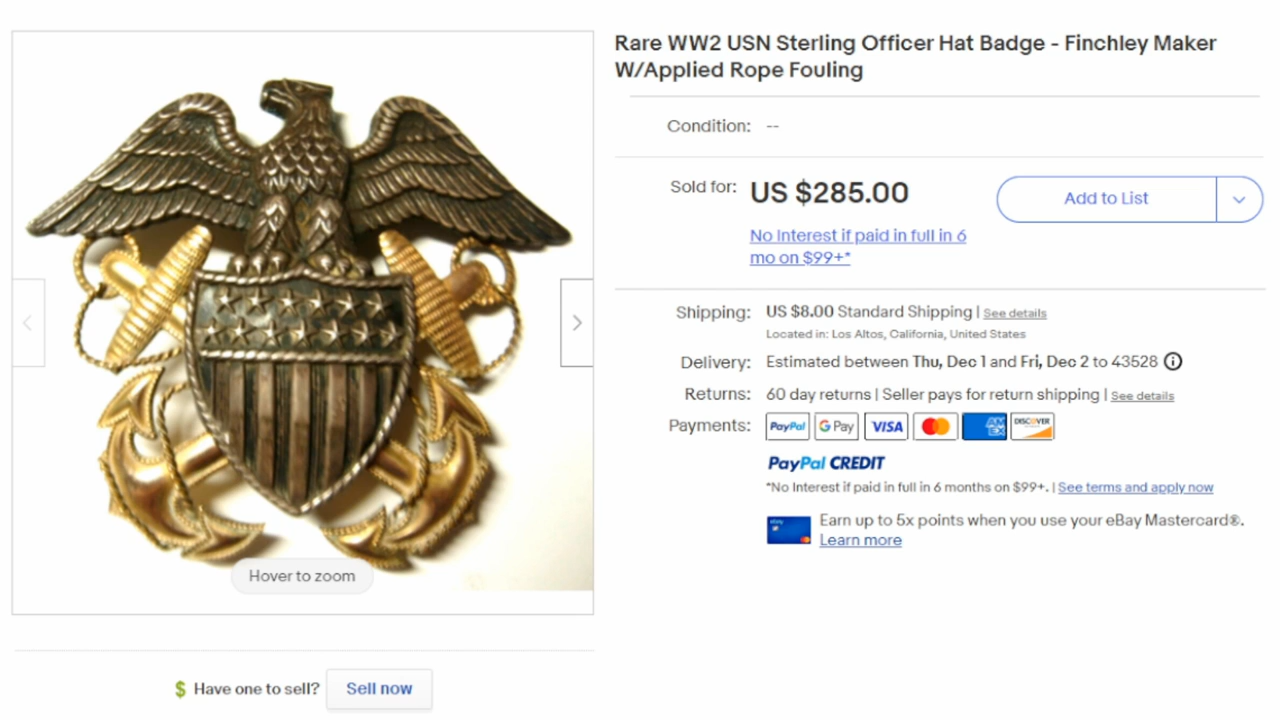 Rare WW2 USN Sterling Officer Hat Badge - Finchley Maker
W/Applied Rope Fouling
Condition: --
Sold for: US $285.00
Add to List
No Interest if paid in full in 6
mo on $99+*
Shipping: US $8.00 Standard Shipping | See details
Located in: Los Altos, California, United States
Delivery: Estimated between Thu, Dec 1 and Fri, Dec 2 to 43528
Returns: 60 day returns | Seller pays for return shipping | See details
Payments: PayPal G Pay VISA AM EX DISCOVER
PayPal CREDIT
*No Interest if paid in full in 6 months on $99+. | See terms and apply now
ebay
Earn up to 5x points when you use your eBay Mastercard®.
Learn more
Hover to zoom
$ Have one to sell? Sell now